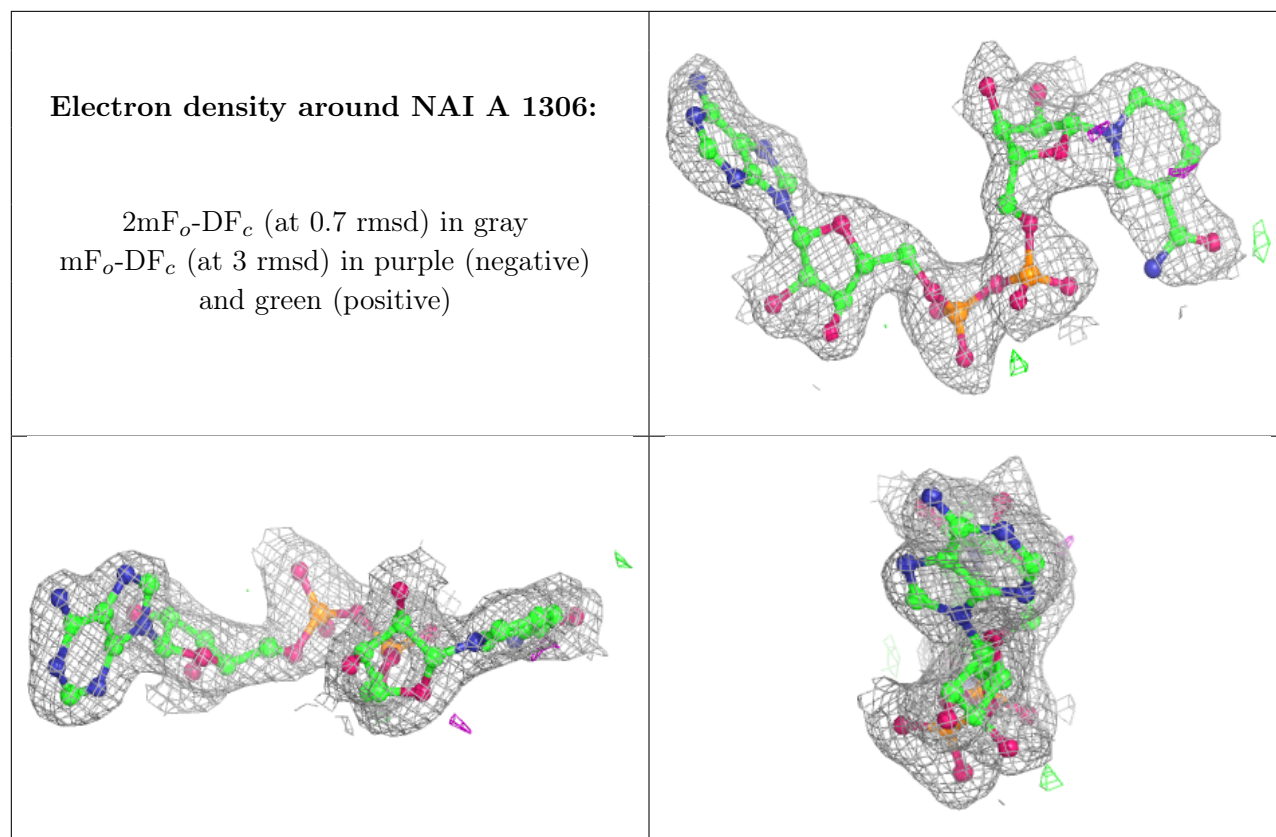 Electron density around NAI A 1306:
2mFo-DFc (at 0.7 rmsd) in gray
mFo-DFc (at 3 rmsd) in purple (negative)
and green (positive)